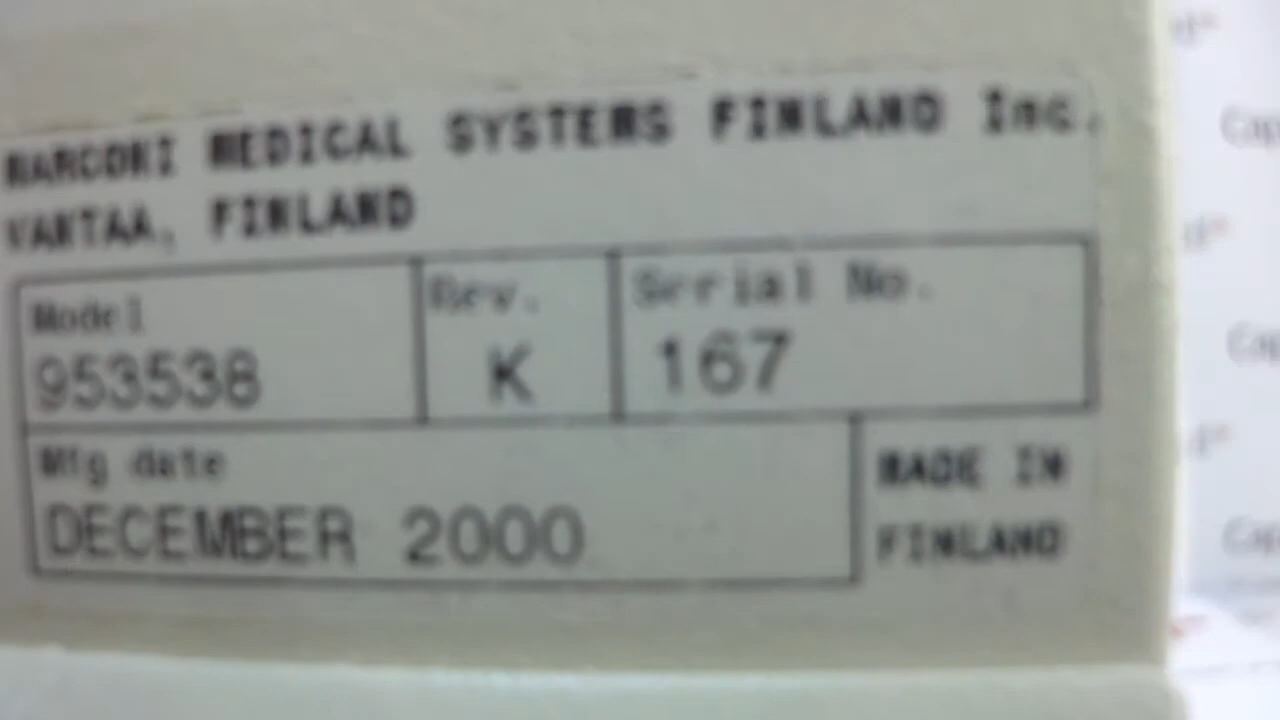 MARCONI MEDICAL SYSTEMS FINLAND Inc.
VANTAA, FINLAND
Model
953538
Rev.
K
Serial No.
167
Mfg date
DECEMBER 2000
MADE IN
FINLAND